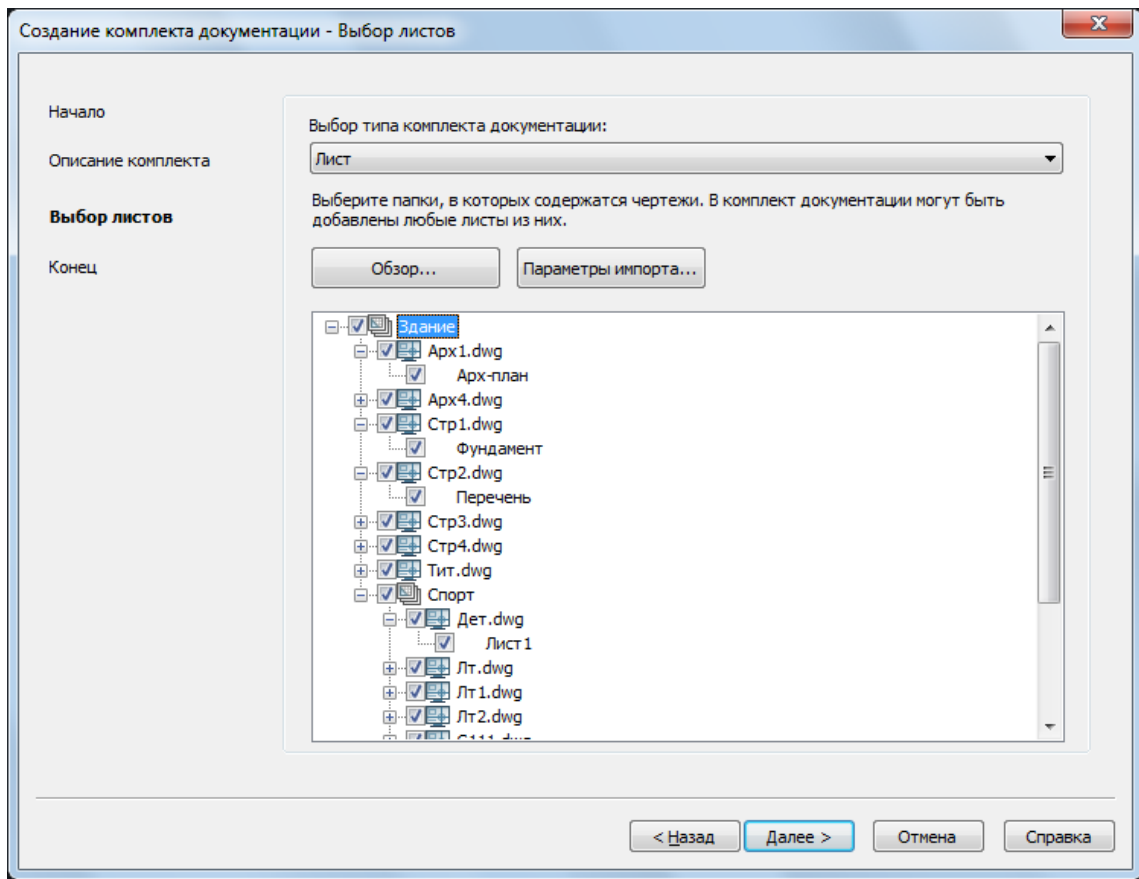 Создание комплекта документации - Выбор листов
Начало
Описание комплекта
Выбор листов
Конец
Выбор типа комплекта документации:
Лист
Выберите папки, в которых содержатся чертежи. В комплект документации могут быть
добавлены любые листы из них.
Обзор...
Параметры импорта...
Здание
Арх1.dwg
Арх-план
Арх4.dwg
Стр1.dwg
Фундамент
Стр2.dwg
Перечень
Стр3.dwg
Стр4.dwg
Тит.dwg
Спорт
Дет.dwg
Лист1
Лт.dwg
Лт1.dwg
Лт2.dwg
< Назад
Далее >
Отмена
Справка